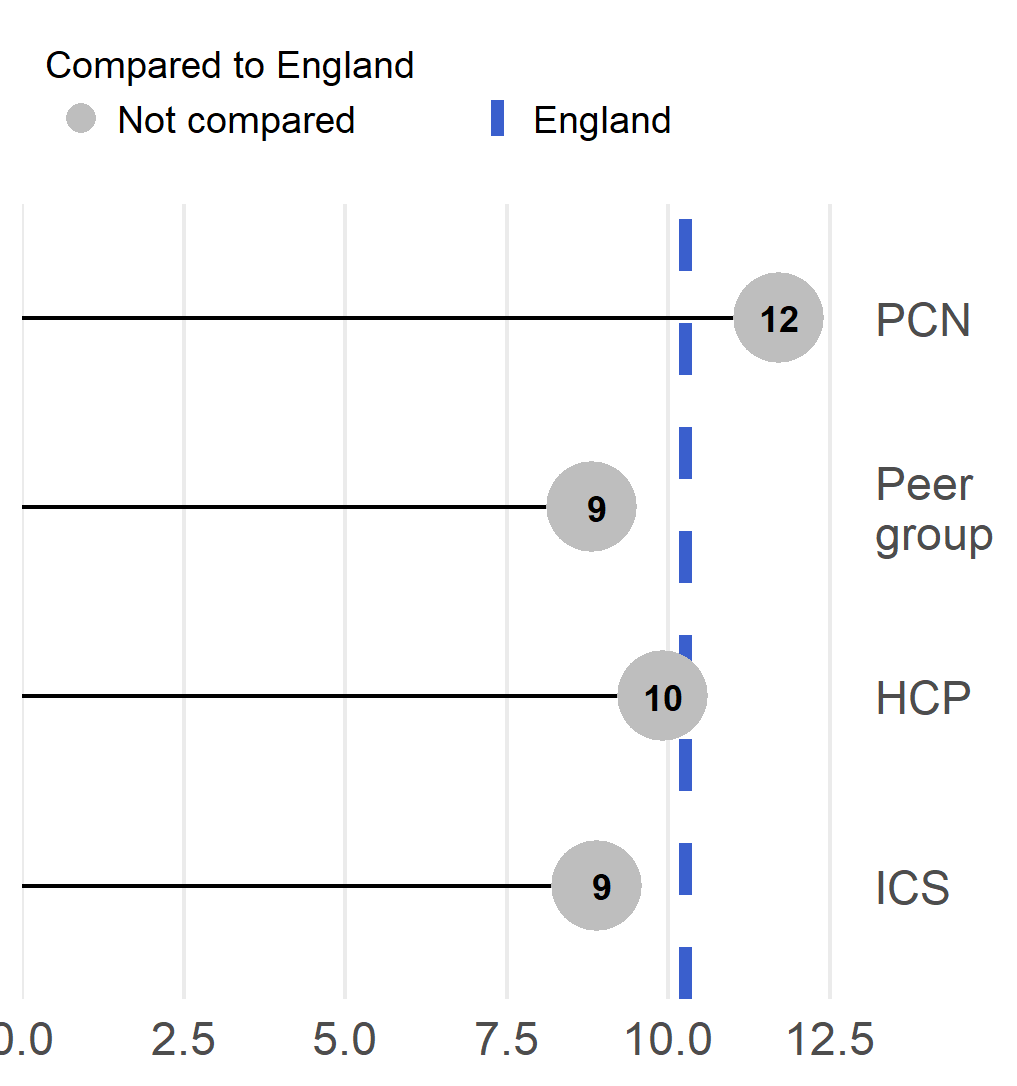 Compared to England
Not compared England
12 PCN
9 Peer
group
10 HCP
9 ICS
0.0 2.5 5.0 7.5 10.0 12.5